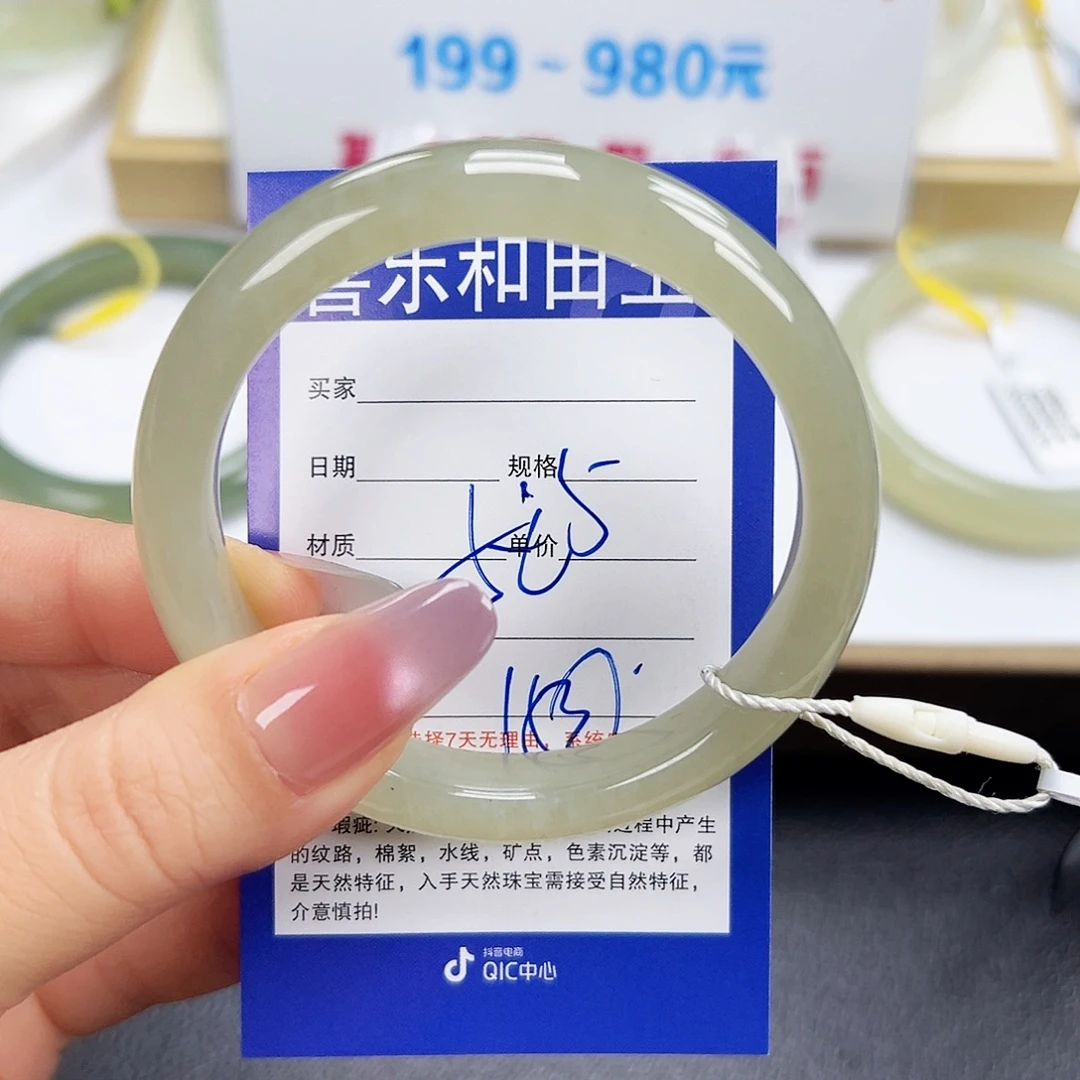 199~980元
乐和田
买家
日期 规格
材质 单价
择7天无理由，系统
瑕疵: 天 过程中产生
的纹路，棉絮，水线，矿点，色素沉淀等，都
是天然特征，入手天然珠宝需接受自然特征，
介意慎拍!
抖音电商
QIC中心